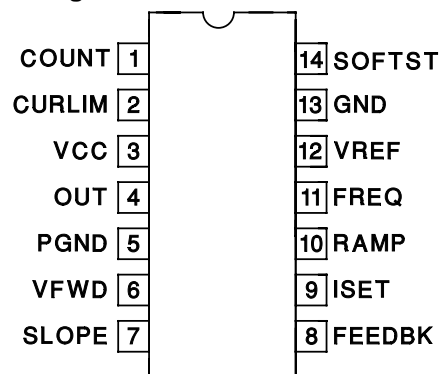 COUNT 1 14 SOFTST
CURLIM 2 13 GND
VCC 3 12 VREF
OUT 4 11 FREQ
PGND 5 10 RAMP
VFWD 6 9 ISET
SLOPE 7 8 FEEDBK